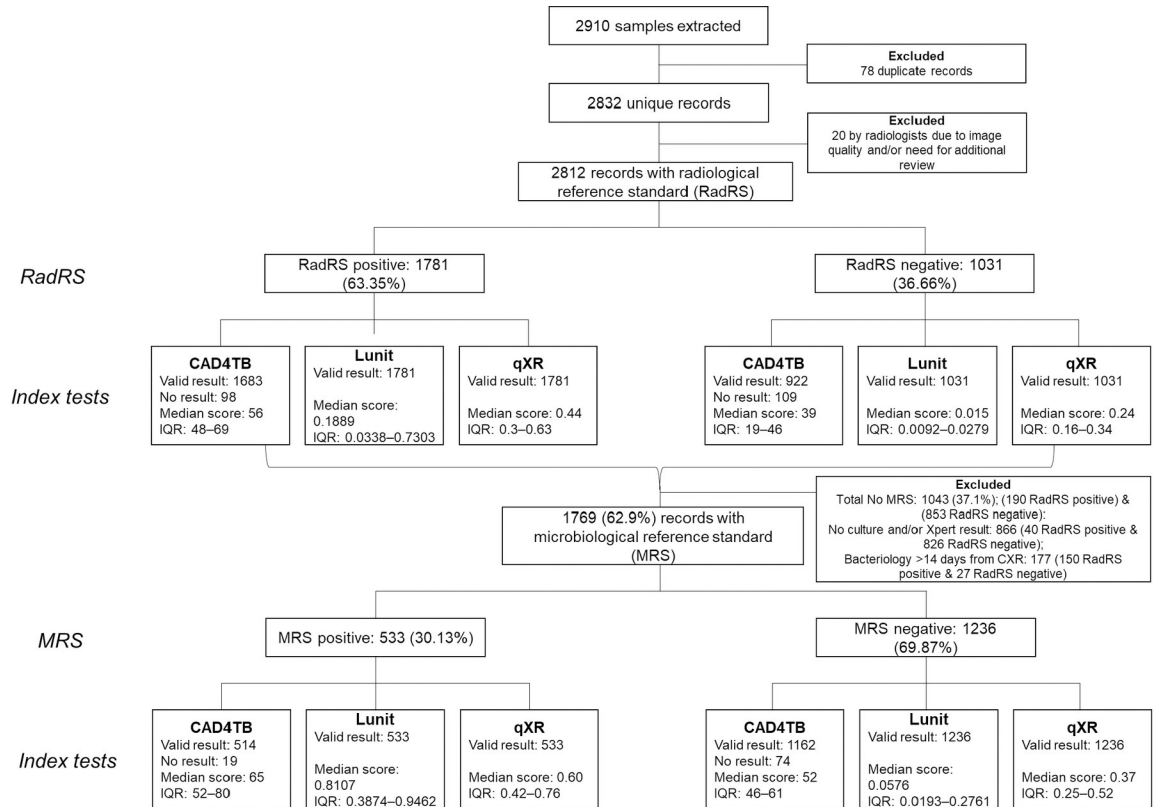 2910 samples extracted
Excluded
78 duplicate records
2832 unique records
Excluded
20 by radiologists due to image
quality and/or need for additional
review
2812 records with radiological
reference standard (RadRS)
RadRS
RadRS positive: 1781
(63.35%)
RadRS negative: 1031
(36.66%)
Index tests
CAD4TB
Valid result: 1683
No result: 98
Median score: 56
IQR: 48–69
Lunit
Valid result: 1781
Median score:
0.1889
IQR: 0.0338–0.7303
qXR
Valid result: 1781
Median score: 0.44
IQR: 0.3–0.63
CAD4TB
Valid result: 922
No result: 109
Median score: 39
IQR: 19–46
Lunit
Valid result: 1031
Median score: 0.015
IQR: 0.0092–0.0279
qXR
Valid result: 1031
Median score: 0.24
IQR: 0.16–0.34
Excluded
Total No MRS: 1043 (37.1%); (190 RadRS positive) &
(853 RadRS negative):
No culture and/or Xpert result: 866 (40 RadRS positive &
826 RadRS negative);
Bacteriology >14 days from CXR: 177 (150 RadRS
positive & 27 RadRS negative)
1769 (62.9%) records with
microbiological reference standard
(MRS)
MRS
MRS positive: 533 (30.13%)
MRS negative: 1236
(69.87%)
Index tests
CAD4TB
Valid result: 514
No result: 19
Median score: 65
IQR: 52–80
Lunit
Valid result: 533
Median score:
0.8107
IQR: 0.3874–0.9462
qXR
Valid result: 533
Median score: 0.60
IQR: 0.42–0.76
CAD4TB
Valid result: 1162
No result: 74
Median score: 52
IQR: 46–61
Lunit
Valid result: 1236
Median score:
0.0576
IQR: 0.0193–0.2761
qXR
Valid result: 1236
Median score: 0.37
IQR: 0.25–0.52